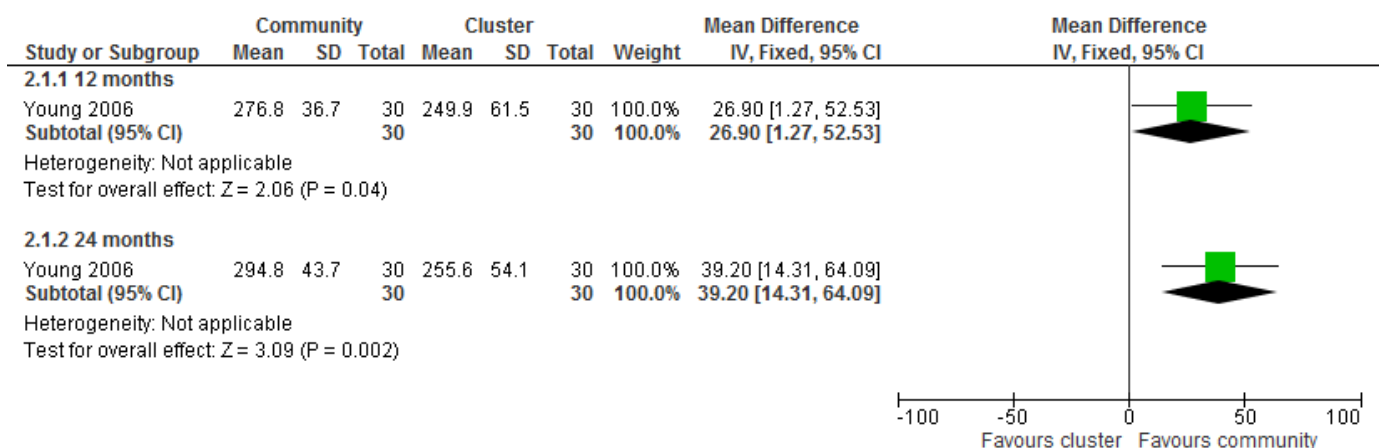 Community Cluster Mean Difference Mean Difference
Study or Subgroup Mean SD Total Mean SD Total Weight IV, Fixed, 95% CI IV, Fixed, 95% CI
2.1.1 12 months
Young 2006 276.8 36.7 30 249.9 61.5 30 100.0% 26.90 [1.27, 52.53]
Subtotal (95% CI) 30 30 100.0% 26.90 [1.27, 52.53]
Heterogeneity: Not applicable
Test for overall effect: Z = 2.06 (P = 0.04)
2.1.2 24 months
Young 2006 294.8 43.7 30 255.6 54.1 30 100.0% 39.20 [14.31, 64.09]
Subtotal (95% CI) 30 30 100.0% 39.20 [14.31, 64.09]
Heterogeneity: Not applicable
Test for overall effect: Z = 3.09 (P = 0.002)
-100 -50 0 50 100
Favours cluster Favours community